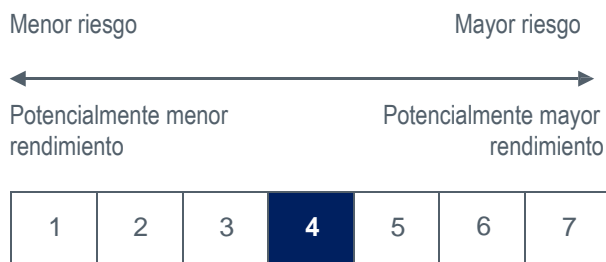 Menor riesgo Mayor riesgo
Potencialmente menor Potencialmente mayor
rendimiento rendimiento
1 2 3 4 5 6 7